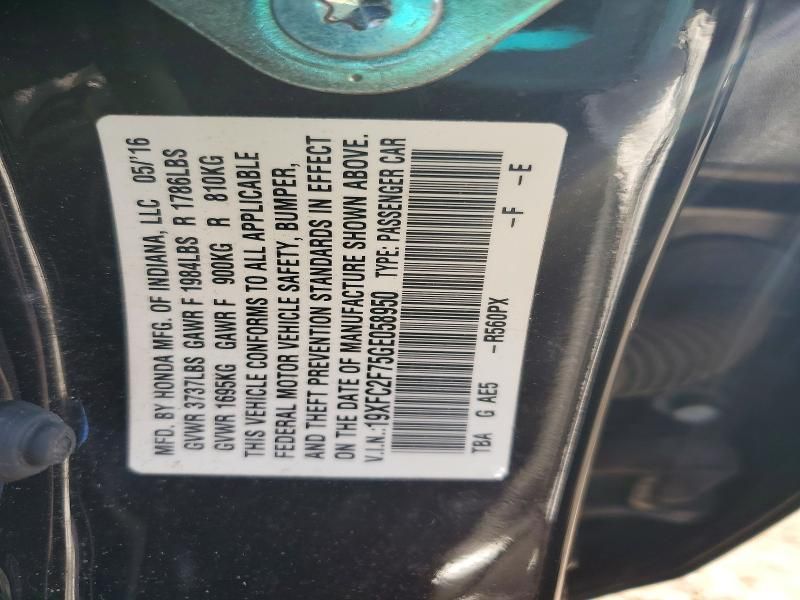 MFD. BY HONDA MFG. OF INDIANA, LLC 05/'16
GVWR 3737LBS GAWR F 1984LBS R 1786LBS
GVWR 1695KG GAWR F 900KG R 810KG
THIS VEHICLE CONFORMS TO ALL APPLICABLE
FEDERAL MOTOR VEHICLE SAFETY, BUMPER,
AND THEFT PREVENTION STANDARDS IN EFFECT
ON THE DATE OF MANUFACTURE SHOWN ABOVE.
V.I.N.:19XFC2F75GE058950 TYPE: PASSENGER CAR
TBA G AE5 -R560PX -F -E